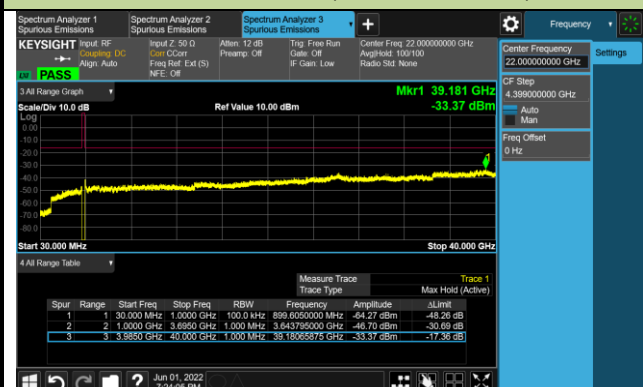 Spectrum Analyzer 1
Spurious Emissions
Spectrum Analyzer 2
Spurious Emissions
Spectrum Analyzer 3
Spurious Emissions
Frequency
KEYSIGHT
Input: RF
Coupling: DC
Align: Auto
Input Z: 50 Ω
Corr CCorr
Freq Ref: Ext (S)
NFE: Off
Atten: 12 dB
Preamp: Off
Trig: Free Run
Gate: Off
IF Gain: Low
Center Freq: 22.000000000 GHz
Avg|Hold: 100/100
Radio Std: None
PASS
Center Frequency
22.000000000 GHz
Settings
CF Step
4.399000000 GHz
Auto
Man
Freq Offset
0 Hz
3 All Range Graph
Mkr1 39.181 GHz
-33.37 dBm
Scale/Div 10.0 dB
Ref Value 10.00 dBm
Log
0.00
-10.0
-20.0
-30.0
-40.0
-50.0
-60.0
-70.0
-80.0
Start 30.000 MHz
Stop 40.000 GHz
4 All Range Table
Measure Trace Trace 1
Trace Type Max Hold (Active)
Spur Range Start Freq Stop Freq RBW Frequency Amplitude ΔLimit
1 1 30.000 MHz 1.0000 GHz 100.0 kHz 899.6050000 MHz -64.27 dBm -48.26 dB
2 2 1.0000 GHz 3.6950 GHz 1.000 MHz 3.643795000 GHz -46.70 dBm -30.69 dB
3 3 3.9850 GHz 40.000 GHz 1.000 MHz 39.18065875 GHz -33.37 dBm -17.36 dB
Jun 01, 2022